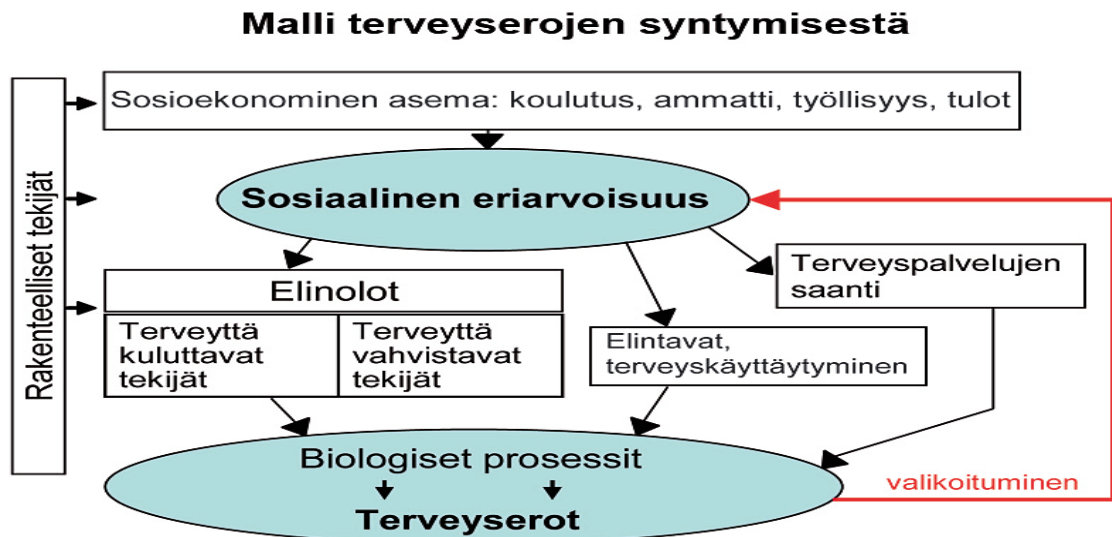 Malli terveyserojen syntymisestä
Rakenteelliset tekijät
Sosioekonominen asema: koulutus, ammatti, työllisyys, tulot
Sosiaalinen eriarvoisuus
Elinolot
Terveyttä
kuluttavat
tekijät
Terveyttä
vahvistavat
tekijät
Elintavat,
terveyskäyttäytyminen
Terveyspalvelujen
saanti
Biologiset prosessit
Terveyserot
valikoituminen